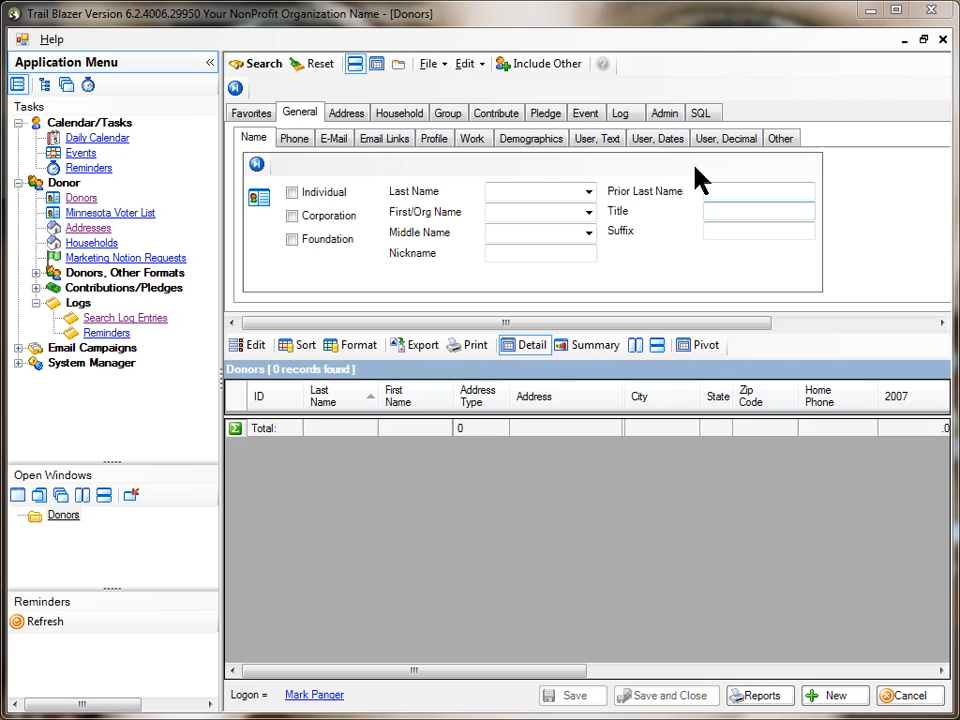 Trail Blazer Version 6.2.4006.29950 Your NonProfit Organization Name - [Donors]
Help
Application Menu
Tasks
Calendar/Tasks
Daily Calendar
Events
Reminders
Donor
Donors
Minnesota Voter List
Addresses
Households
Marketing Notion Requests
Donors, Other Formats
Contributions/Pledges
Logs
Search Log Entries
Reminders
Email Campaigns
System Manager
Open Windows
Donors
Reminders
Refresh
Search Reset File Edit Include Other
Favorites General Address Household Group Contribute Pledge Event Log Admin SQL
Name Phone E-Mail Email Links Profile Work Demographics User, Text User, Dates User, Decimal Other
Individual Last Name Prior Last Name
Corporation First/Org Name Title
Foundation Middle Name Suffix
Nickname
Edit Sort Format Export Print Detail Summary Pivot
Donors [ 0 records found ]
ID Last Name First Name Address Type Address City State Zip Code Home Phone 2007
Total: 0 .0
Logon = Mark Panger Save Save and Close Reports New Cancel